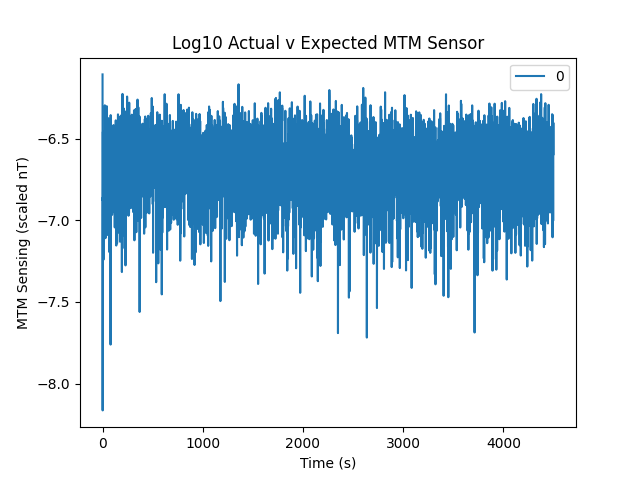 Log10 Actual v Expected MTM Sensor
0
MTM Sensing (scaled nT)
−6.5
−7.0
−7.5
−8.0
0 1000 2000 3000 4000
Time (s)